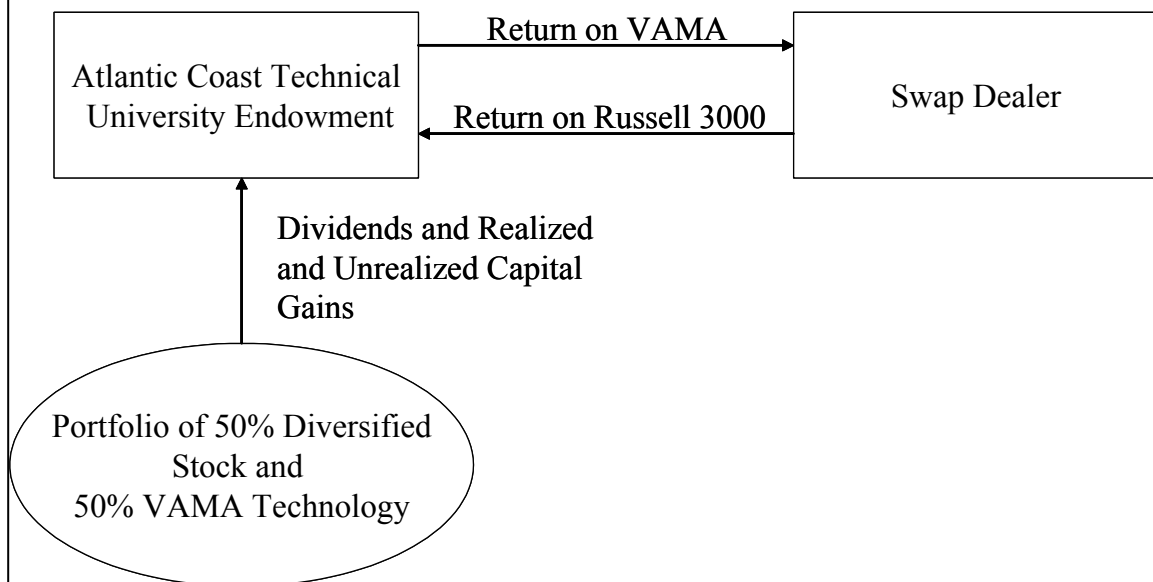 Atlantic Coast Technical
University Endowment
Return on VAMA
Return on Russell 3000
Swap Dealer
Dividends and Realized
and Unrealized Capital
Gains
Portfolio of 50% Diversified
Stock and
50% VAMA Technology